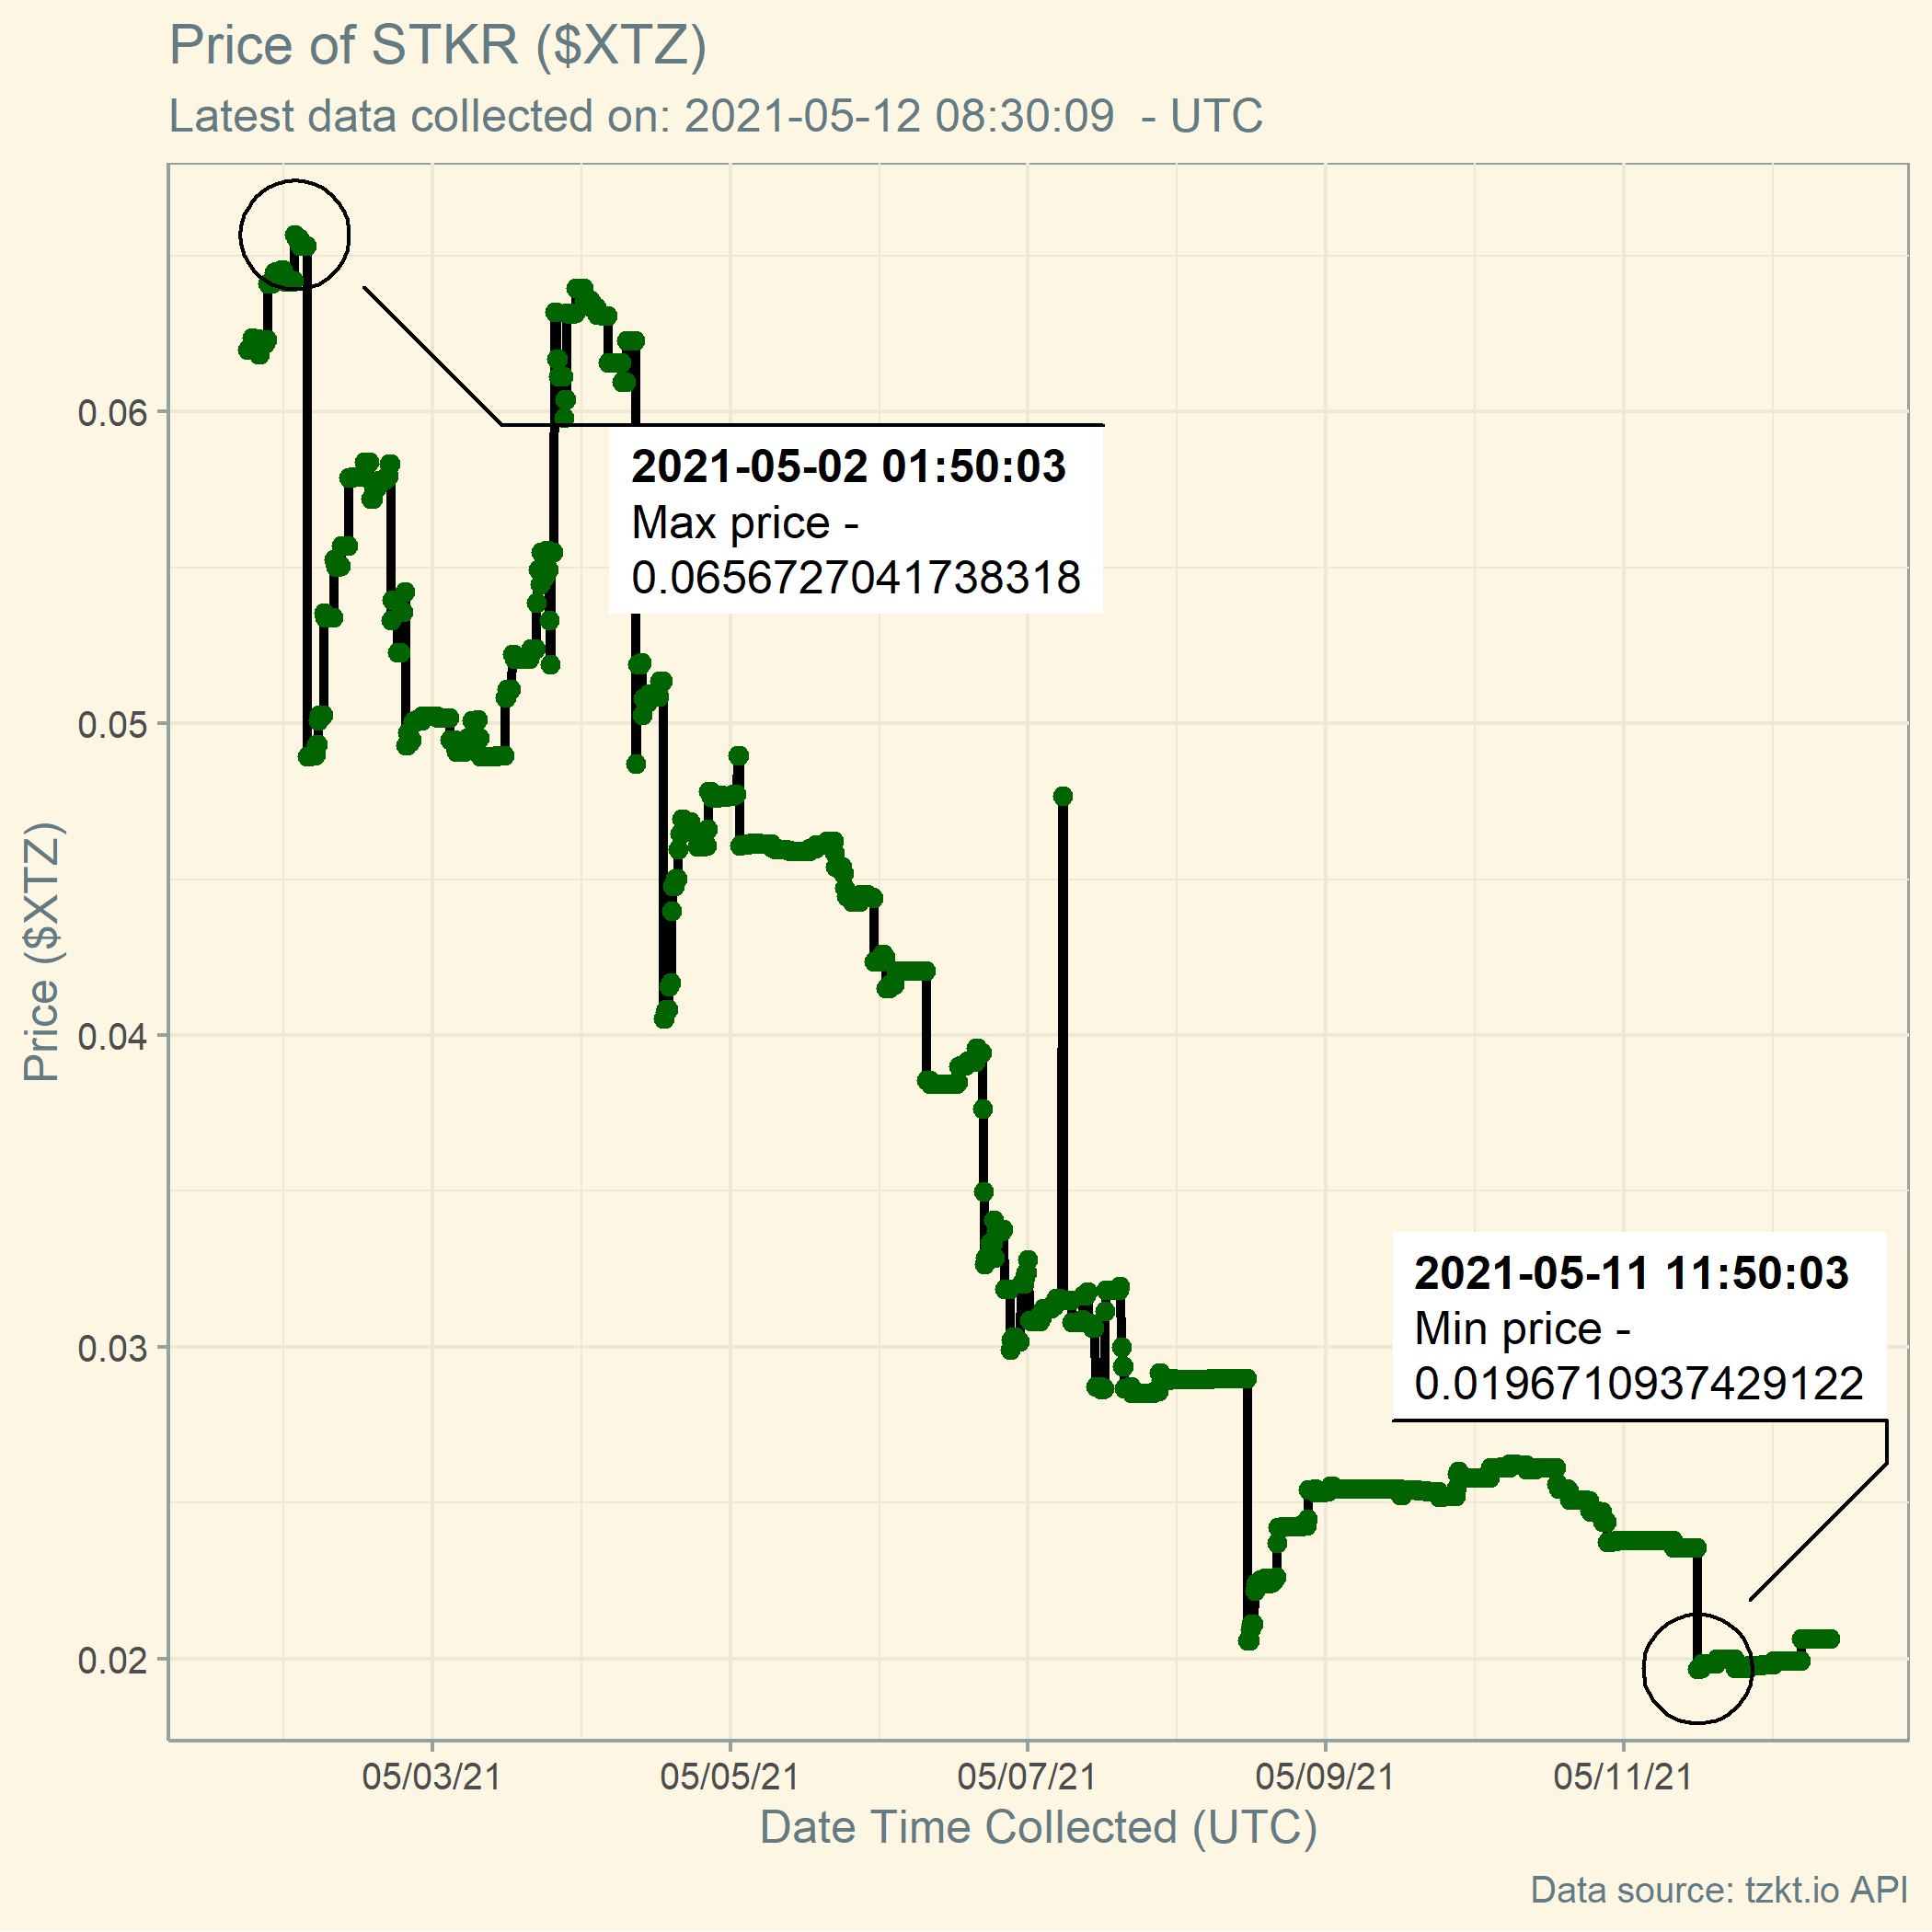 Price of STKR ($XTZ)
Latest data collected on: 2021-05-12 08:30:09  - UTC
2021-05-02 01:50:03
Max price -
0.0656727041738318
2021-05-11 11:50:03
Min price -
0.0196710937429122
Price ($XTZ)
0.06
0.05
0.04
0.03
0.02
05/03/21
05/05/21
05/07/21
05/09/21
05/11/21
Date Time Collected (UTC)
Data source: tzkt.io API